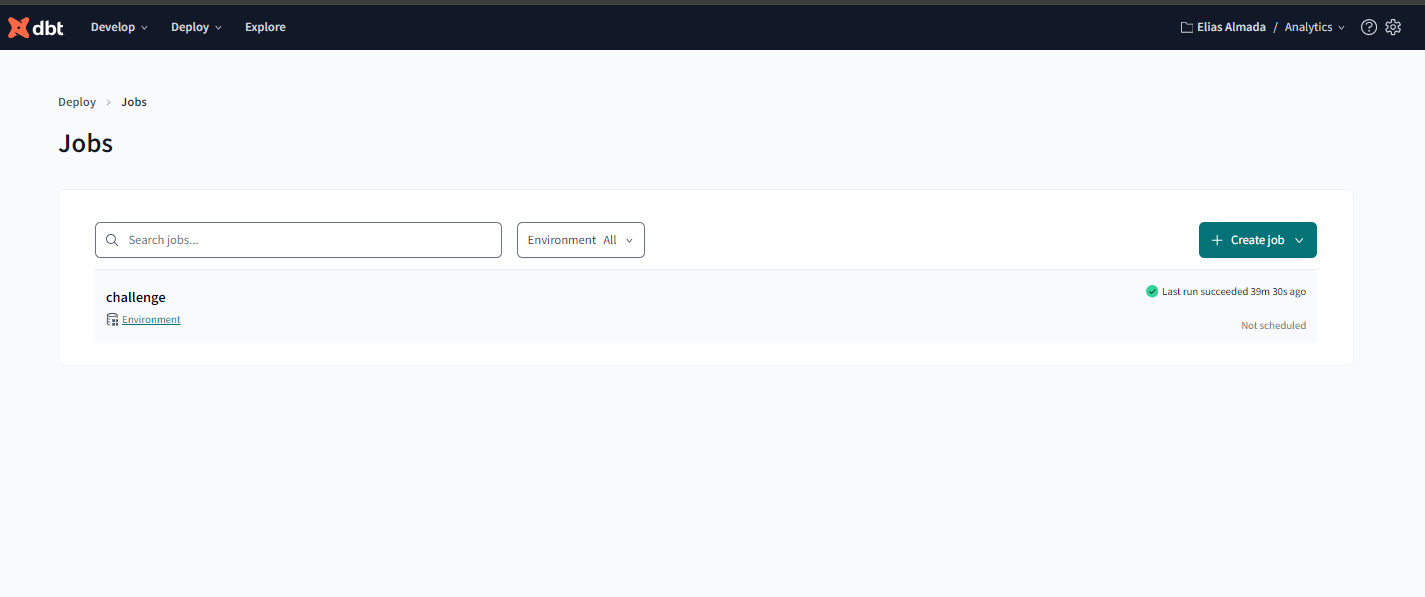 dbt Develop Deploy Explore Elias Almada / Analytics
Deploy > Jobs
Jobs
Search jobs... Environment All + Create job
challenge Last run succeeded 39m 30s ago
Environment
Not scheduled